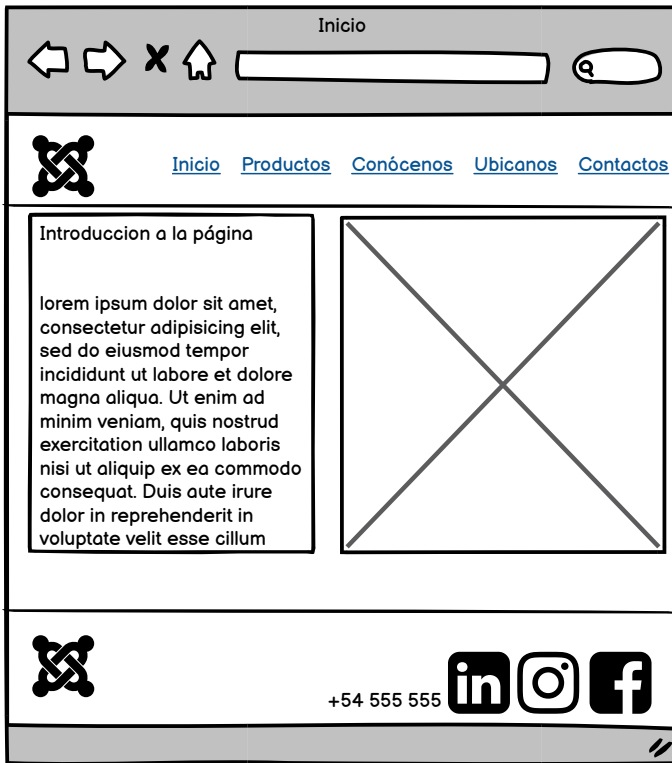 Inicio
Inicio Productos Conócenos Ubicanos Contactos
Introduccion a la página
lorem ipsum dolor sit amet,
consectetur adipisicing elit,
sed do eiusmod tempor
incididunt ut labore et dolore
magna aliqua. Ut enim ad
minim veniam, quis nostrud
exercitation ullamco laboris
nisi ut aliquip ex ea commodo
consequat. Duis aute irure
dolor in reprehenderit in
voluptate velit esse cillum
+54 555 555 in